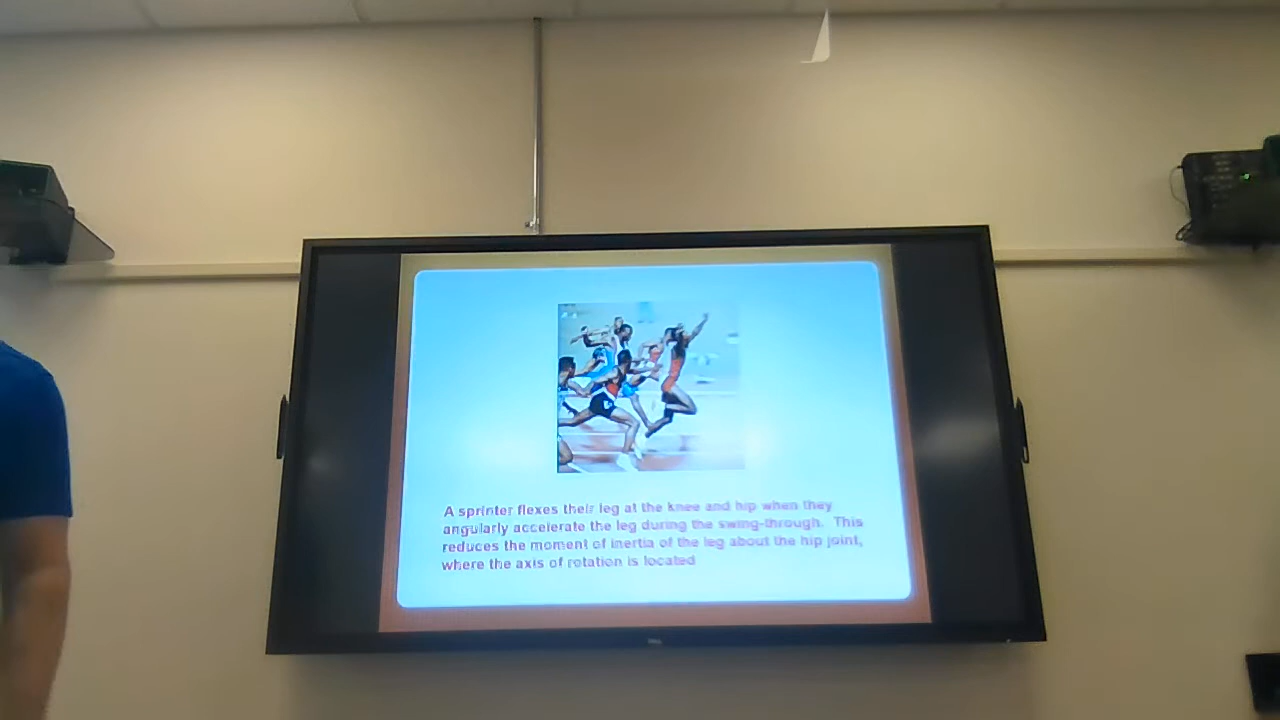 A sprinter flexes their leg at the knee and hip when they
angularly accelerate the leg during the swing-through. This
reduces the moment of inertia of the leg about the hip joint,
where the axis of rotation is located